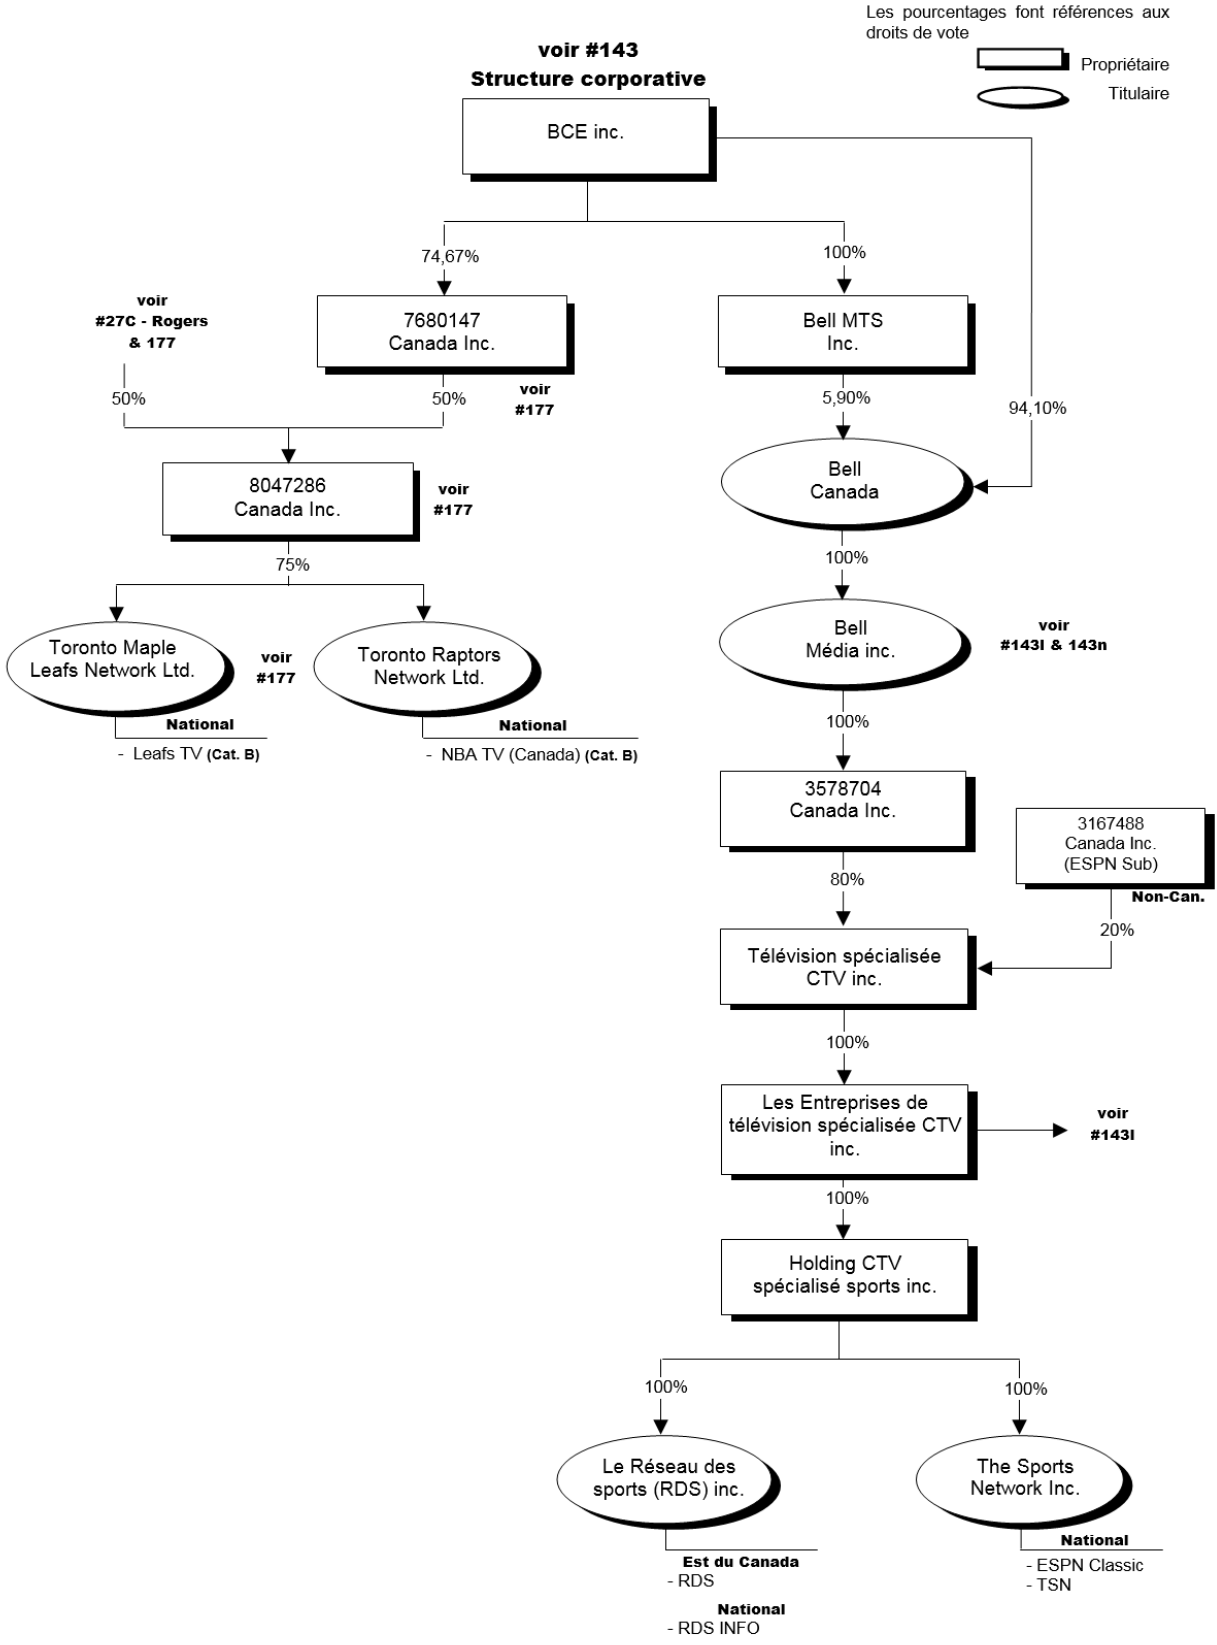 Les pourcentages font références aux
droits de vote
Propriétaire
Titulaire
voir #143
Structure corporative
BCE inc.
74,67%
100%
voir
#27C - Rogers
& 177
7680147
Canada Inc.
Bell MTS
Inc.
50%
50%
voir
#177
5,90%
94,10%
8047286
Canada Inc.
voir
#177
Bell
Canada
75%
100%
Toronto Maple
Leafs Network Ltd.
voir
#177
Toronto Raptors
Network Ltd.
Bell
Média inc.
voir
#143l & 143n
National
- Leafs TV (Cat. B)
National
- NBA TV (Canada) (Cat. B)
100%
3578704
Canada Inc.
3167488
Canada Inc.
(ESPN Sub)
Non-Can.
80%
20%
Télévision spécialisée
CTV inc.
100%
Les Entreprises de
télévision spécialisée CTV
inc.
voir
#143l
100%
Holding CTV
spécialisé sports inc.
100%
100%
Le Réseau des
sports (RDS) inc.
The Sports
Network Inc.
Est du Canada
- RDS
National
- RDS INFO
National
- ESPN Classic
- TSN